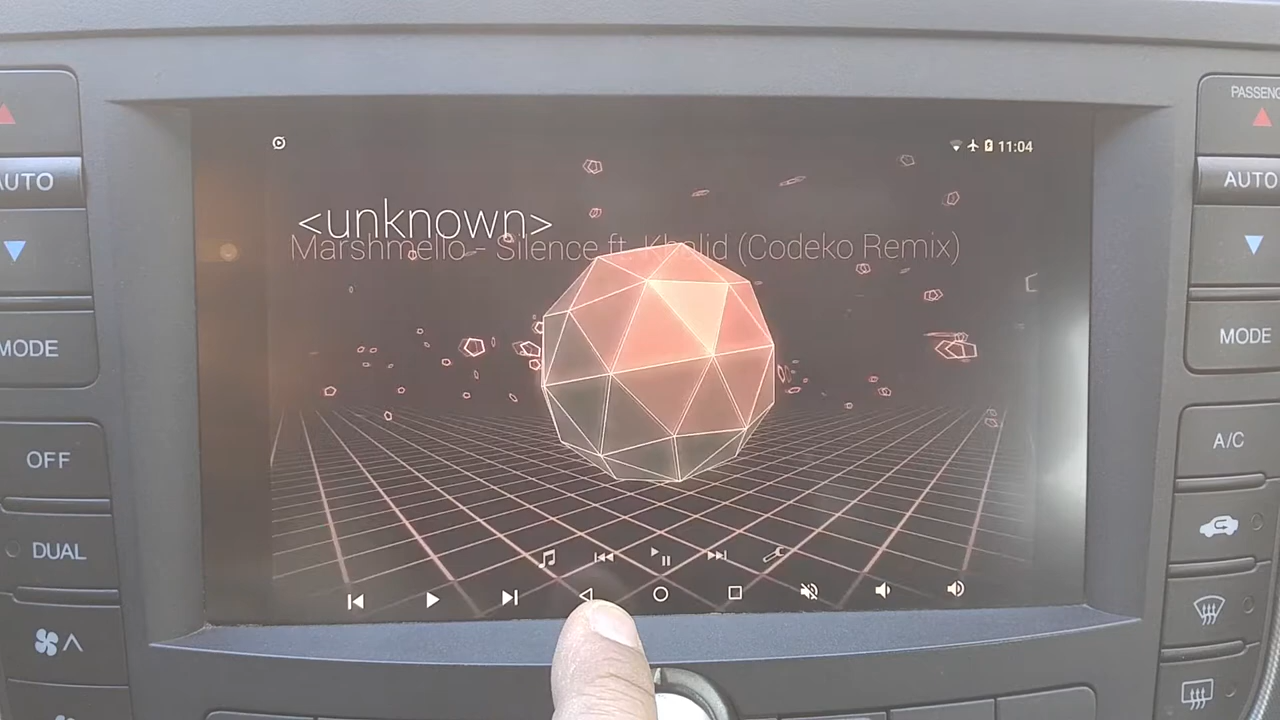 PASSENG
11:04
AUTO
AUTO
<unknown>
Marshmello - Silence ft. Khalid (Codeko Remix)
MODE
MODE
A/C
OFF
DUAL